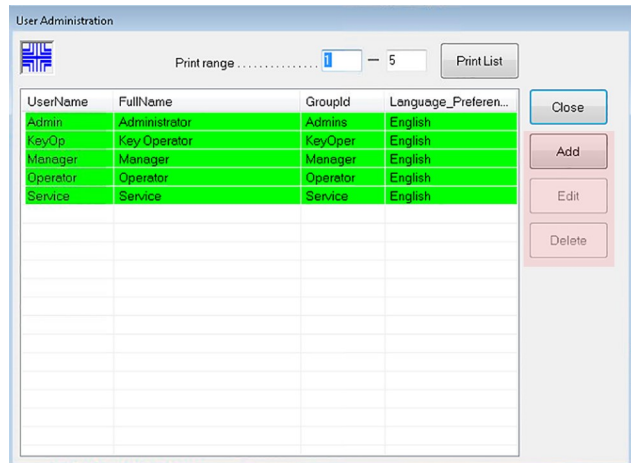 User Administration
Print range . . . . . . . . . . . . . . . 1 — 5 Print List
UserName FullName GroupId Language_Preferen...
Close
Admin Administrator Admins English
KeyOp Key Operator KeyOper English
Manager Manager Manager English
Add
Operator Operator Operator English
Service Service Service English
Edit
Delete